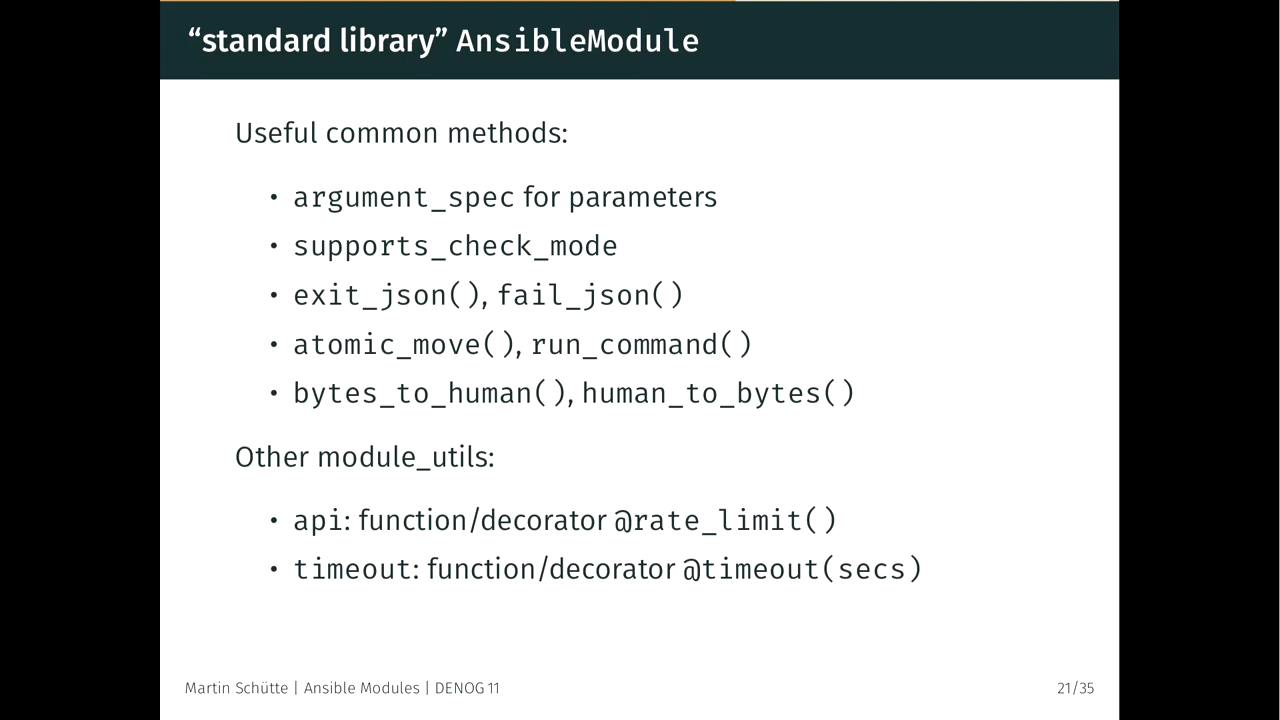 “standard library” AnsibleModule
Useful common methods:
• argument_spec for parameters
• supports_check_mode
• exit_json(), fail_json()
• atomic_move(), run_command()
• bytes_to_human(), human_to_bytes()
Other module_utils:
• api: function/decorator @rate_limit()
• timeout: function/decorator @timeout(secs)
Martin Schütte | Ansible Modules | DENOG 11
21/35